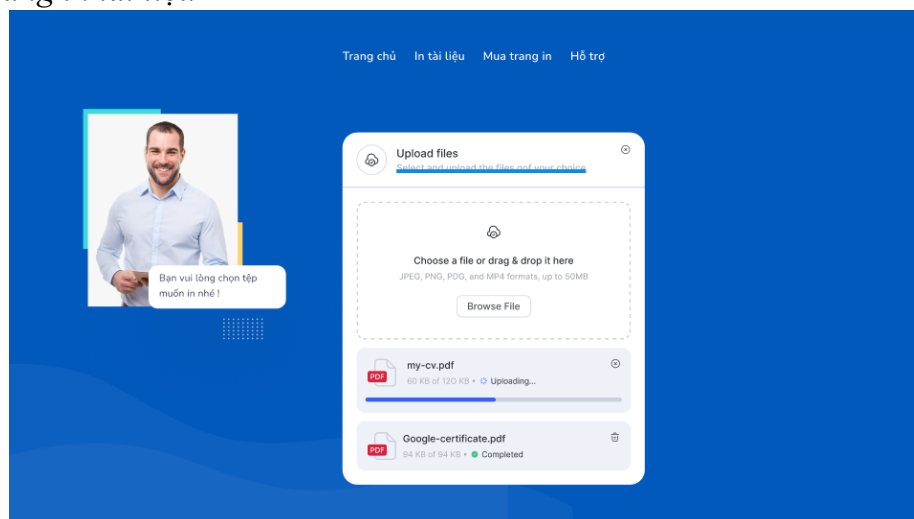 Trang chủ In tài liệu Mua trang in Hỗ trợ
Upload files
Select and upload the files oof your choice
Bạn vui lòng chọn tệp
muốn in nhé !
Choose a file or drag & drop it here
JPEG, PNG, PDG, and MP4 formats, up to 50MB
Browse File
PDF
my-cv.pdf
60 KB of 120 KB • Uploading...
PDF
Google-certificate.pdf
94 KB of 94 KB • Completed